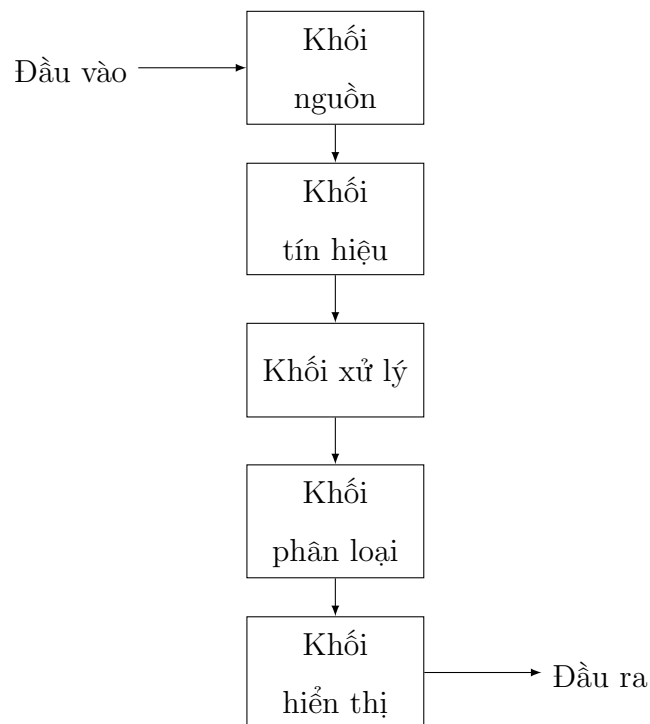 Khối
Đầu vào
nguồn
Khối
tín hiệu
Khối xử lý
Khối
phân loại
Khối
hiển thị
Đầu ra